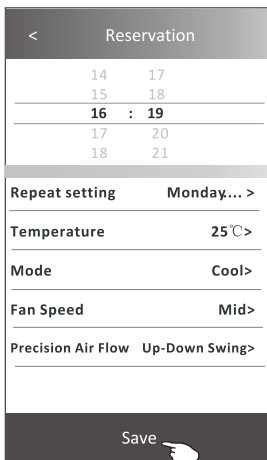 < Reservation
14 17
15 18
16 : 19
17 20
18 21
Repeat setting Monday.... >
Temperature 25℃>
Mode Cool>
Fan Speed Mid>
Precision Air Flow Up-Down Swing>
Save